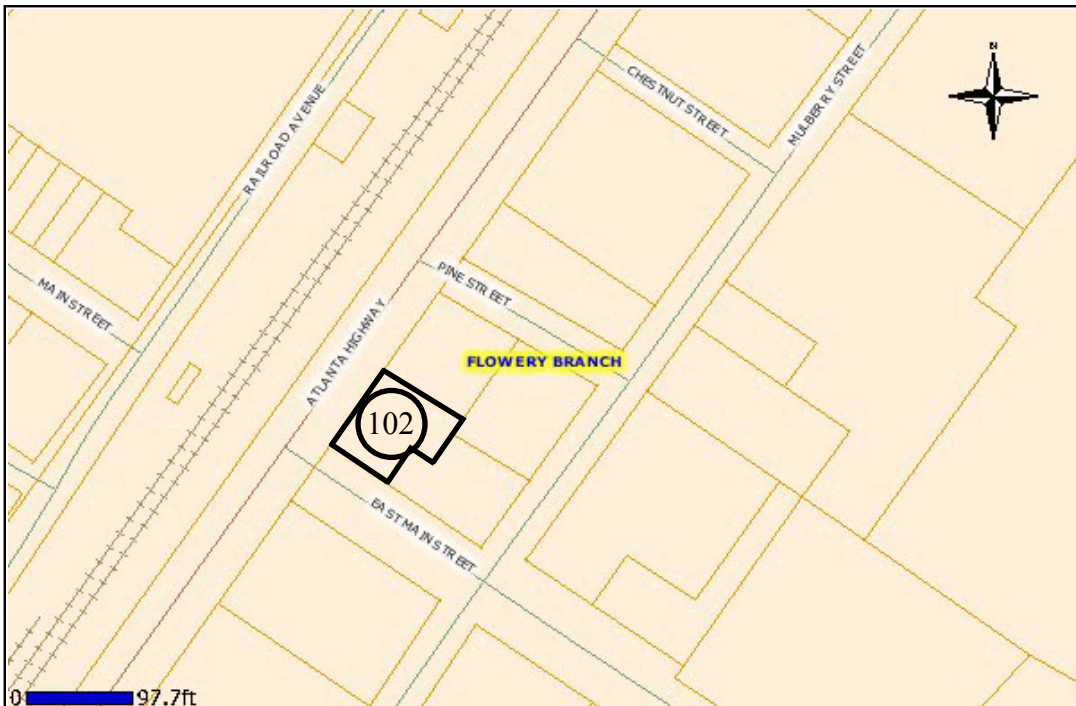 N
CHESTNUT STREET
MULBERRY STREET
RAILROAD AVENUE
PINE STREET
MAIN STREET
ATLANTA HIGHWAY
FLOWERY BRANCH
102
EAST MAIN STREET
0 97.7ft